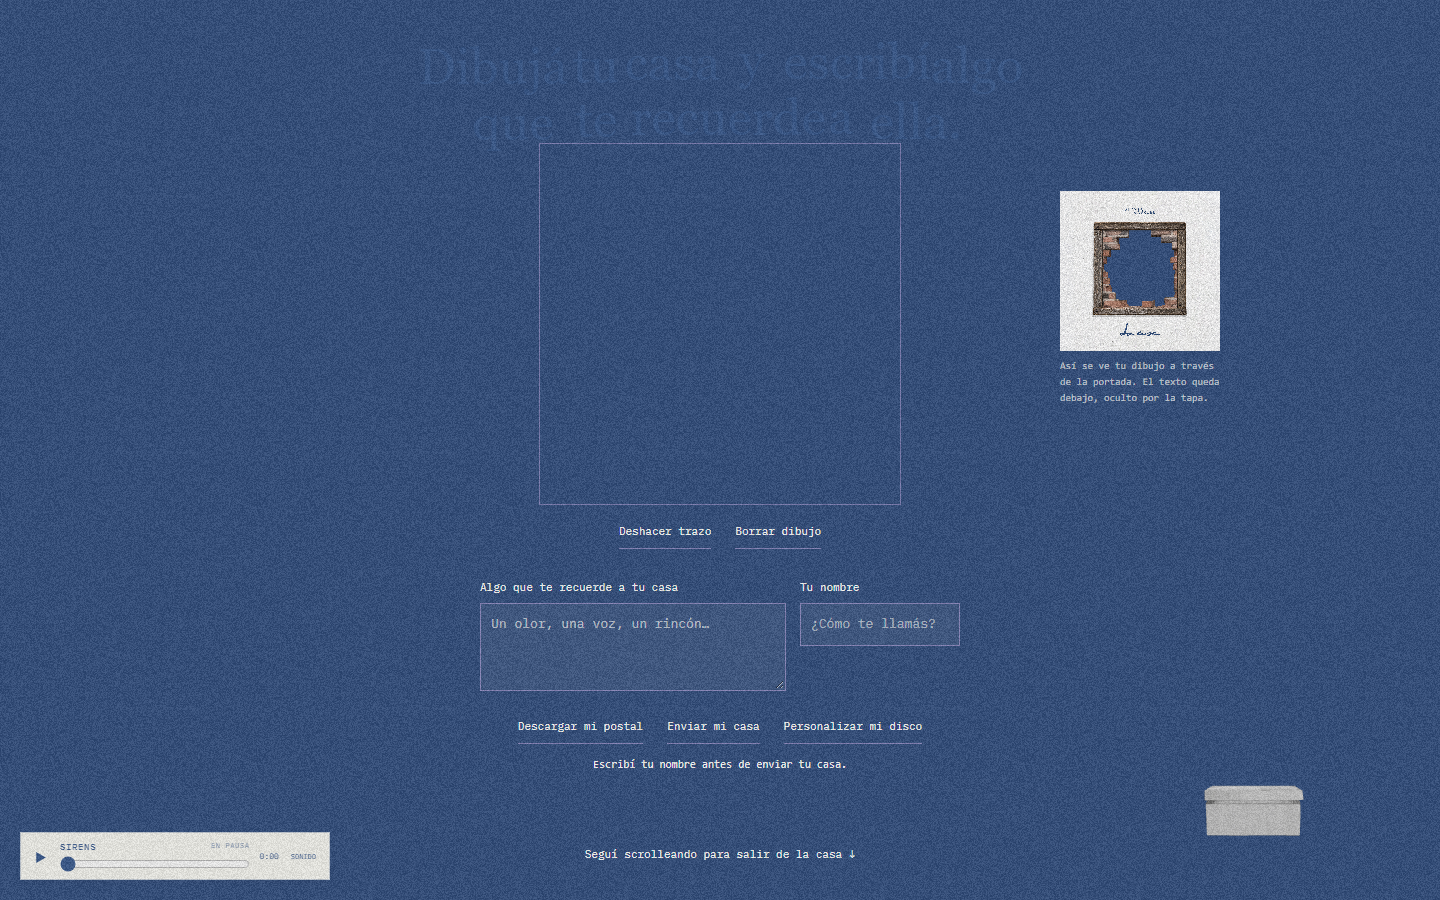 Dibujá tu casa y escribí algo
que te recuerde a ella.
Así se ve tu dibujo a través
de la portada. El texto queda
debajo, oculto por la tapa.
Deshacer trazo Borrar dibujo
Algo que te recuerde a tu casa Tu nombre
Un olor, una voz, un rincón… ¿Cómo te llamás?
Descargar mi postal Enviar mi casa Personalizar mi disco
Escribí tu nombre antes de enviar tu casa.
SIRENS EN PAUSA
0:00 SONIDO
Seguí scrolleando para salir de la casa ↓